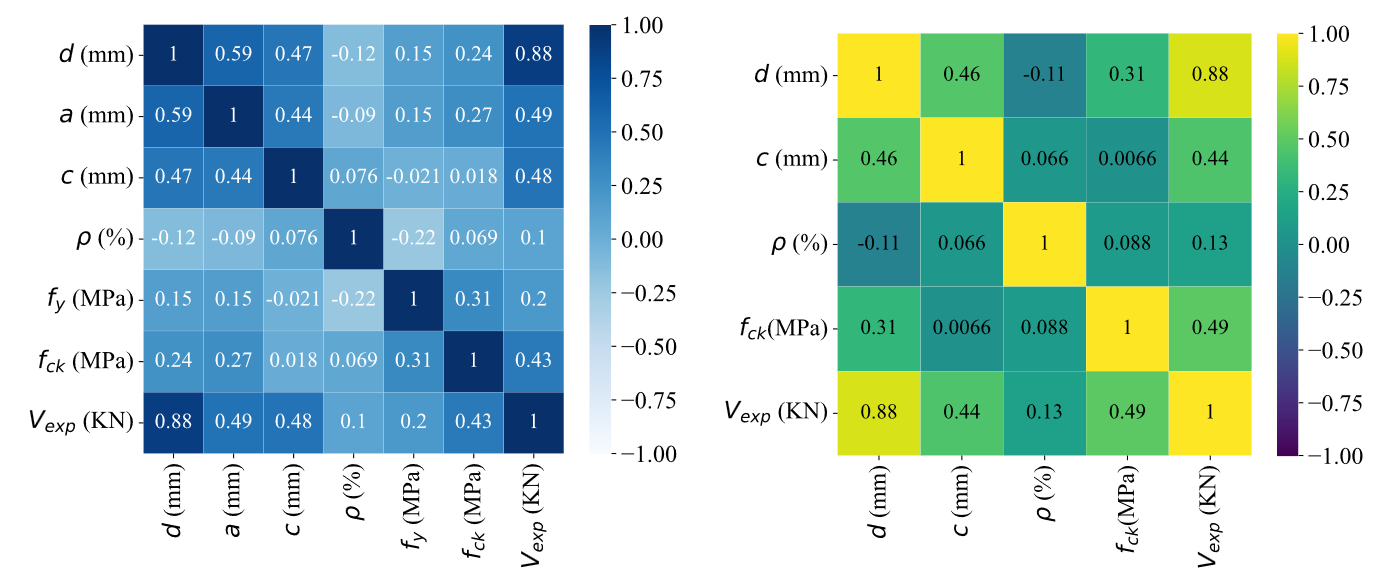 d (mm) 1 0.59 0.47 -0.12 0.15 0.24 0.88
a (mm) 0.59 1 0.44 -0.09 0.15 0.27 0.49
c (mm) 0.47 0.44 1 0.076 -0.021 0.018 0.48
ρ (%) -0.12 -0.09 0.076 1 -0.22 0.069 0.1
f_y (MPa) 0.15 0.15 -0.021 -0.22 1 0.31 0.2
f_ck (MPa) 0.24 0.27 0.018 0.069 0.31 1 0.43
V_exp (KN) 0.88 0.49 0.48 0.1 0.2 0.43 1
d (mm) a (mm) c (mm) ρ (%) f_y (MPa) f_ck (MPa) V_exp (KN)
1.00
0.75
0.50
0.25
0.00
−0.25
−0.50
−0.75
−1.00
d (mm) 1 0.46 -0.11 0.31 0.88
c (mm) 0.46 1 0.066 0.0066 0.44
ρ (%) -0.11 0.066 1 0.088 0.13
f_ck(MPa) 0.31 0.0066 0.088 1 0.49
V_exp (KN) 0.88 0.44 0.13 0.49 1
d (mm) c (mm) ρ (%) f_ck(MPa) V_exp (KN)
1.00
0.75
0.50
0.25
0.00
−0.25
−0.50
−0.75
−1.00